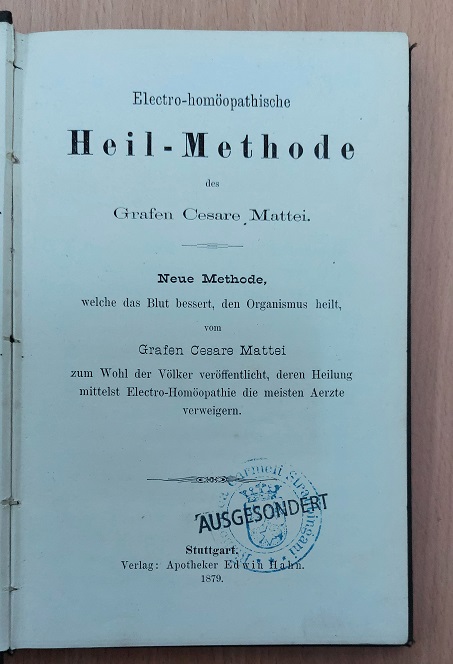 Electro-homöopathische
Heil-Methode
des
Grafen Cesare Mattei.
Neue Methode,
welche das Blut bessert, den Organismus heilt,
vom
Grafen Cesare Mattei
zum Wohl der Völker veröffentlicht, deren Heilung
mittelst Electro-Homöopathie die meisten Aerzte
verweigern.
Carmeli Straubingani
AUSGESONDERT
Stuttgart.
Verlag: Apotheker Edwin Hahn.
1879.